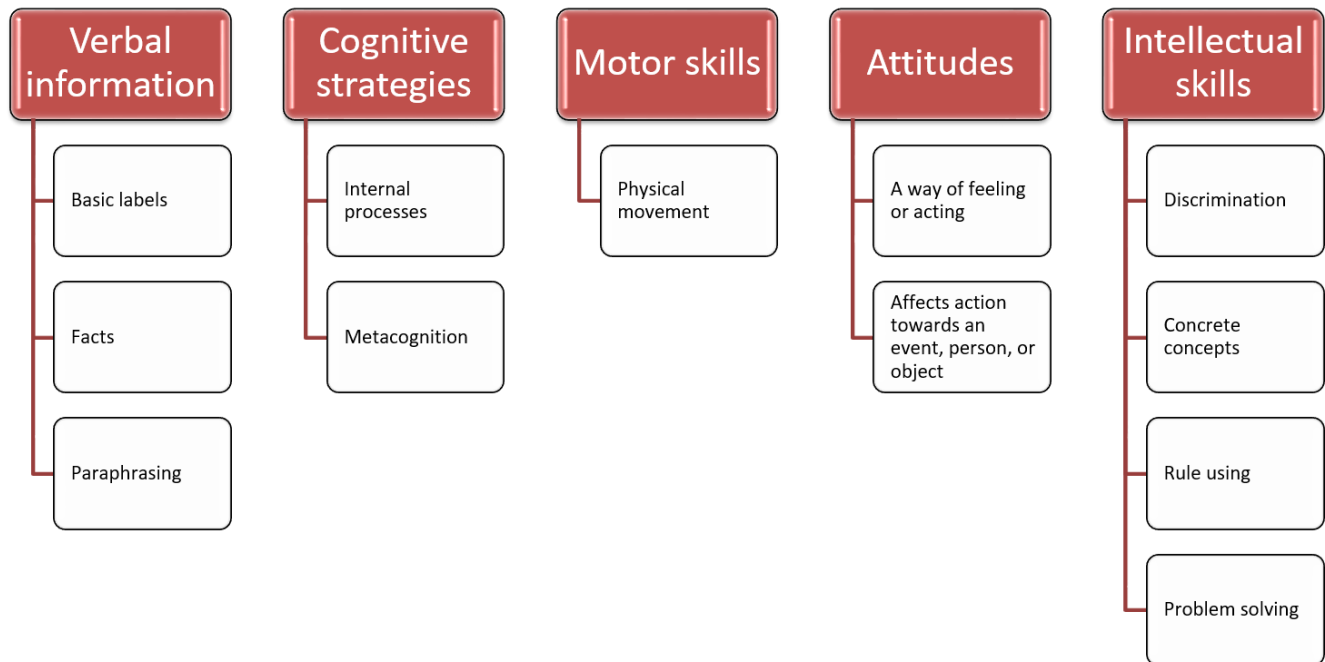 Verbal
information
Basic labels
Facts
Paraphrasing
Cognitive
strategies
Internal
processes
Metacognition
Motor skills
Physical
movement
Attitudes
A way of feeling
or acting
Affects action
towards an
event, person, or
object
Intellectual
skills
Discrimination
Concrete
concepts
Rule using
Problem solving